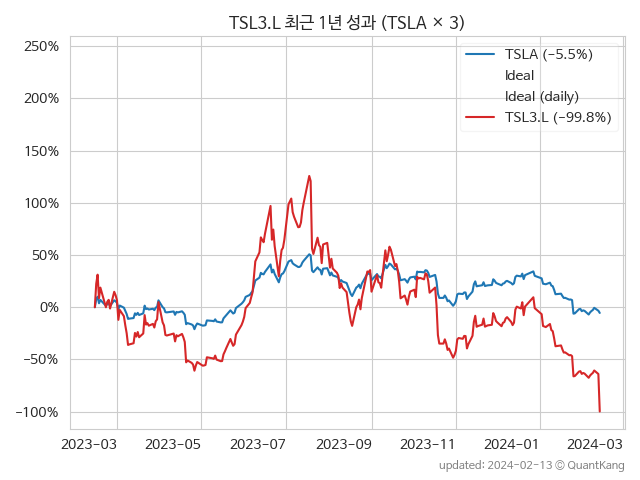 TSL3.L 최근 1년 성과 (TSLA × 3)
250%
200%
150%
100%
50%
0%
−50%
−100%
TSLA (−5.5%)
Ideal
Ideal (daily)
TSL3.L (−99.8%)
2023-03 2023-05 2023-07 2023-09 2023-11 2024-01 2024-03
updated: 2024-02-13 © QuantKang